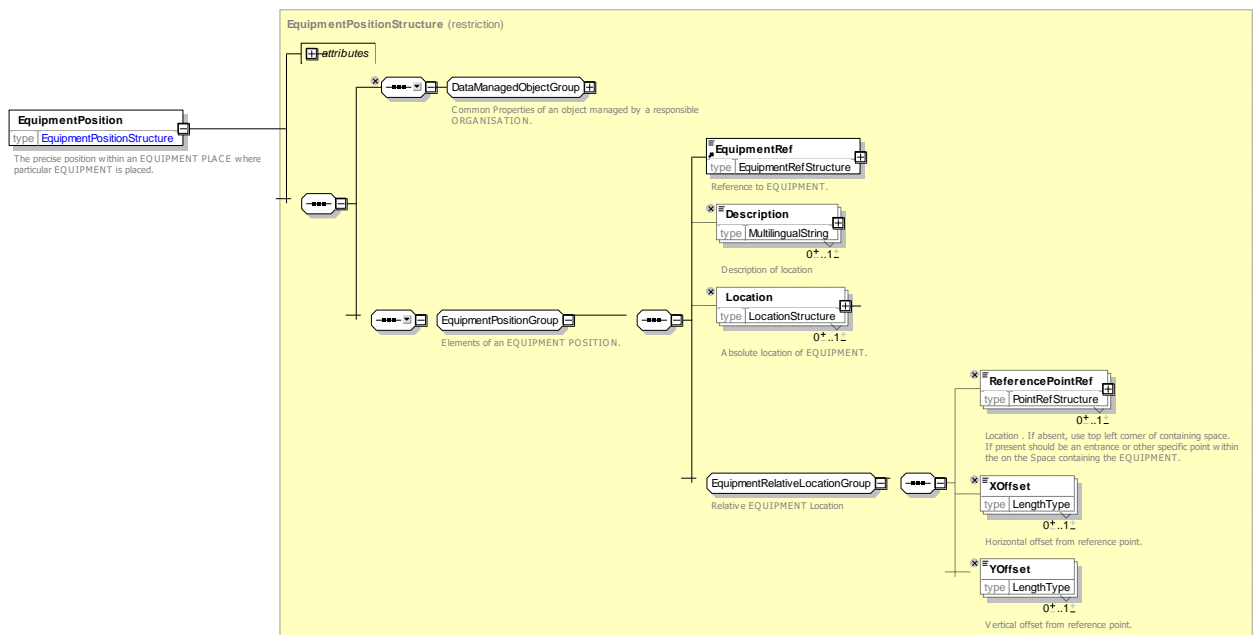 EquipmentPositionStructure (restriction)
attributes
DataManagedObjectGroup
Common Properties of an object managed by a responsible
ORGANISATION.
EquipmentPosition
type EquipmentPositionStructure
The precise position within an EQUIPMENT PLACE where
particular EQUIPMENT is placed.
EquipmentRef
type EquipmentRefStructure
Reference to EQUIPMENT.
Description
type MultilingualString
0..1
Description of location
Location
type LocationStructure
0..1
Absolute location of EQUIPMENT.
EquipmentPositionGroup
Elements of an EQUIPMENT POSITION.
ReferencePointRef
type PointRefStructure
0..1
Location . If absent, use top left corner of containing space.
If present should be an entrance or other specific point within
the on the Space containing the EQUIPMENT.
EquipmentRelativeLocationGroup
Relative EQUIPMENT Location
XOffset
type LengthType
0..1
Horizontal offset from reference point.
YOffset
type LengthType
0..1
Vertical offset from reference point.